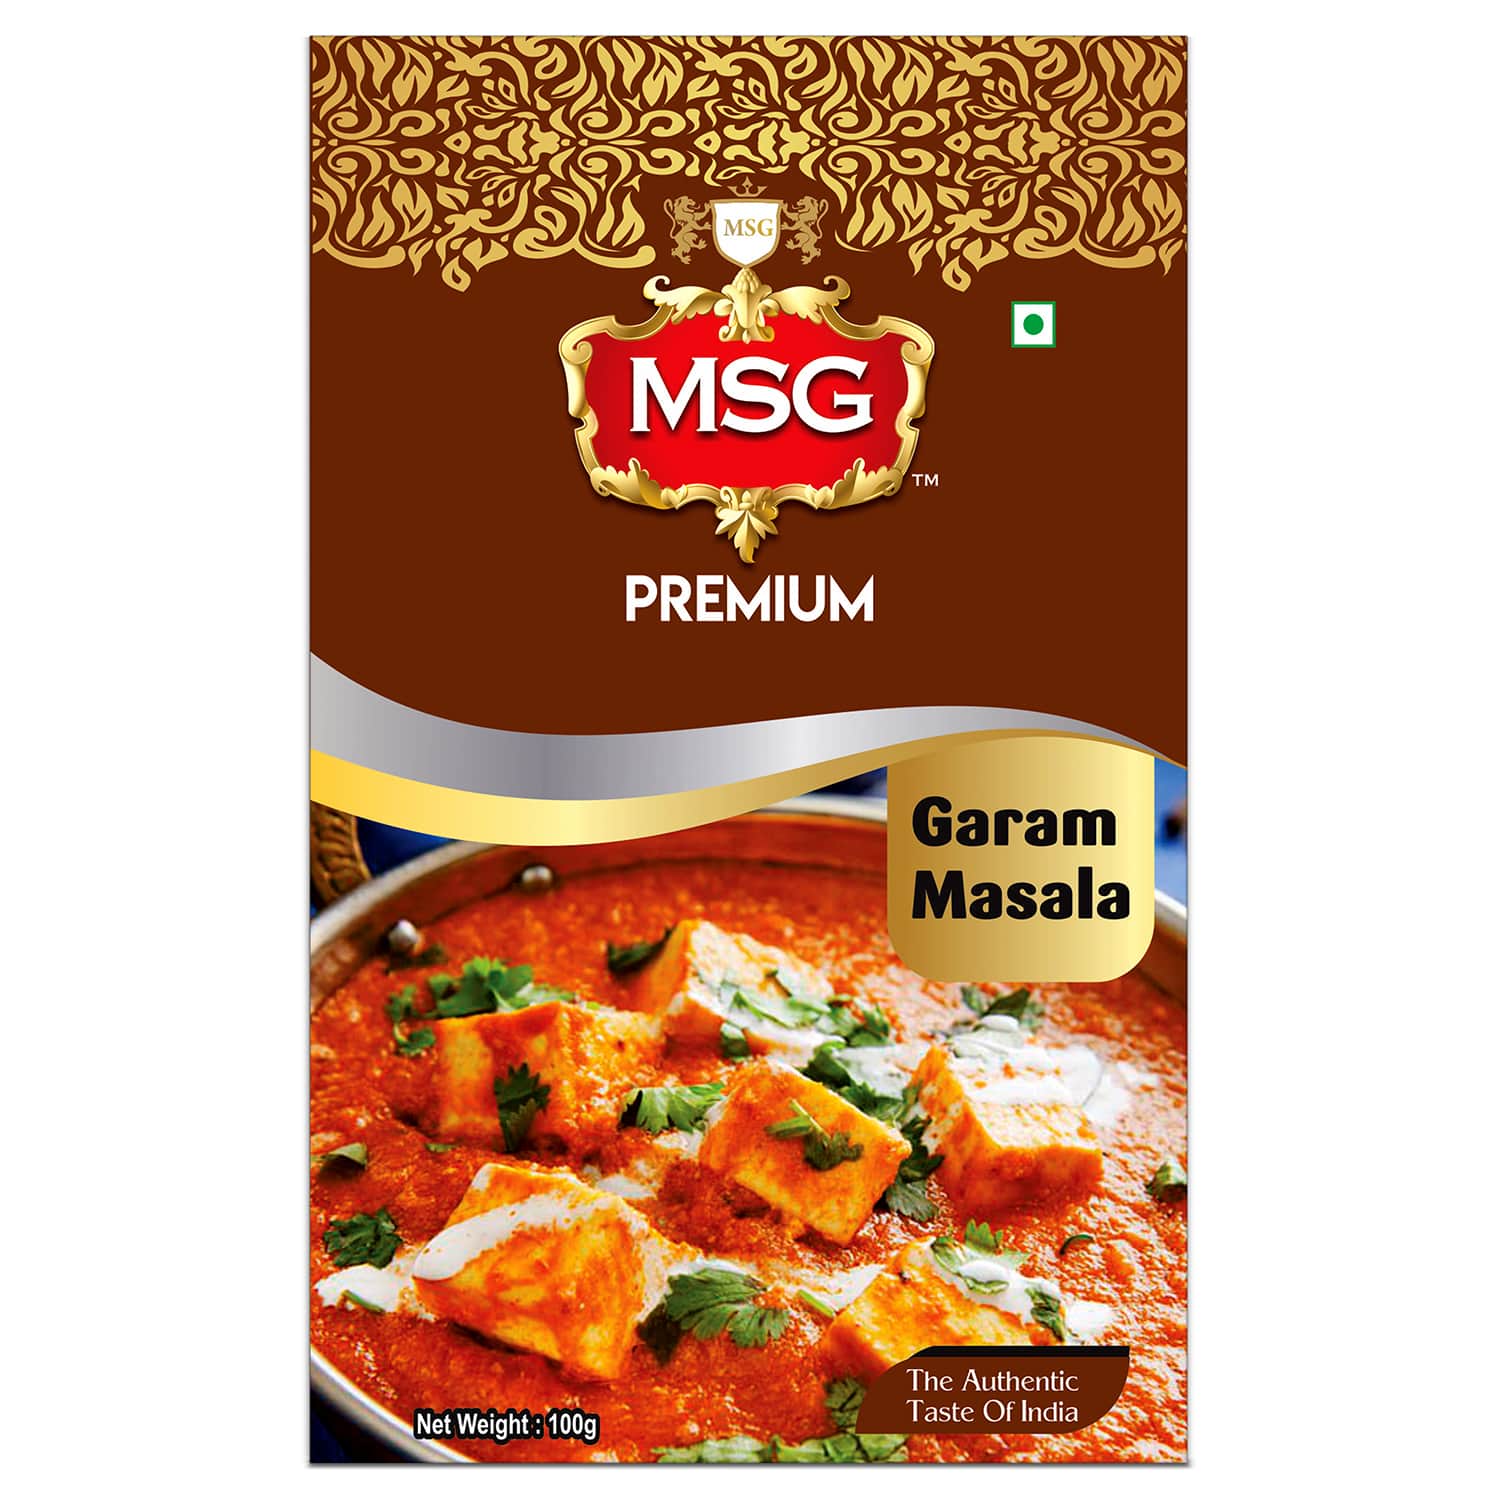 MSG
MSG
TM
PREMIUM
Garam
Masala
The Authentic
Taste Of India
Net Weight : 100g